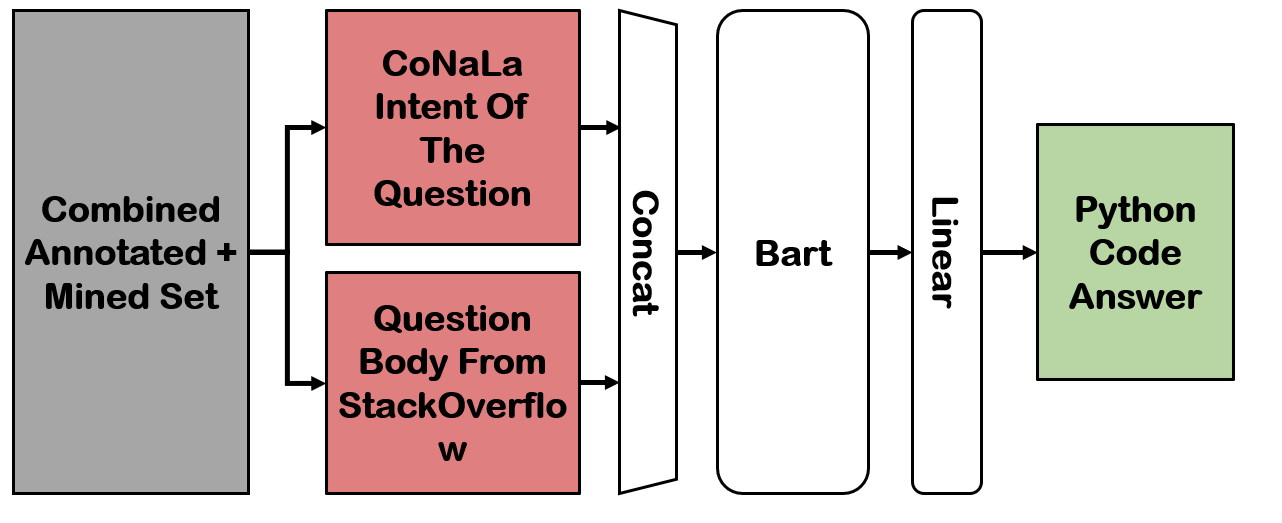 Combined
Annotated +
Mined Set
CoNaLa
Intent Of
The
Question
Question
Body From
StackOverflo
w
Concat
Bart
Linear
Python
Code
Answer